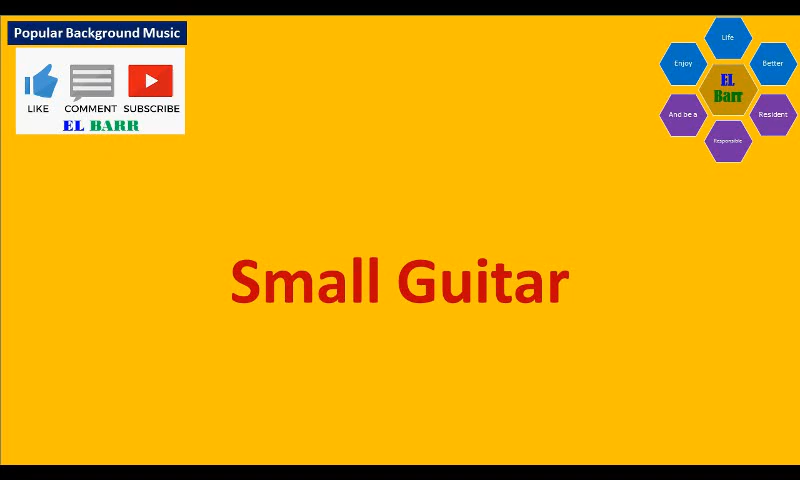 Popular Background Music
LIKE COMMENT SUBSCRIBE
EL BARR
Life
Enjoy
Better
EL
Barr
And be a
Resident
Responsible
Small Guitar